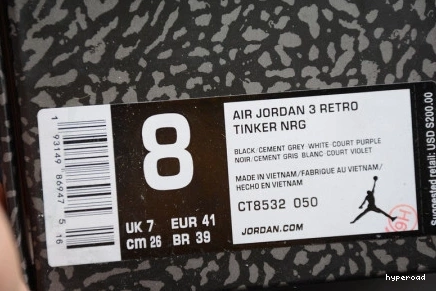 1 93149 86947 5 16
8
UK 7 EUR 41
cm 26 BR 39
AIR JORDAN 3 RETRO
TINKER NRG
BLACK/CEMENT GREY-WHITE-COURT PURPLE
NOIR/CEMENT GRIS-BLANC-COURT VIOLET
MADE IN VIETNAM/FABRIQUE AU VIETNAM/
HECHO EN VIETNAM
CT8532 050
JORDAN.COM
Suggested retail: USD $200.00
hyperoad